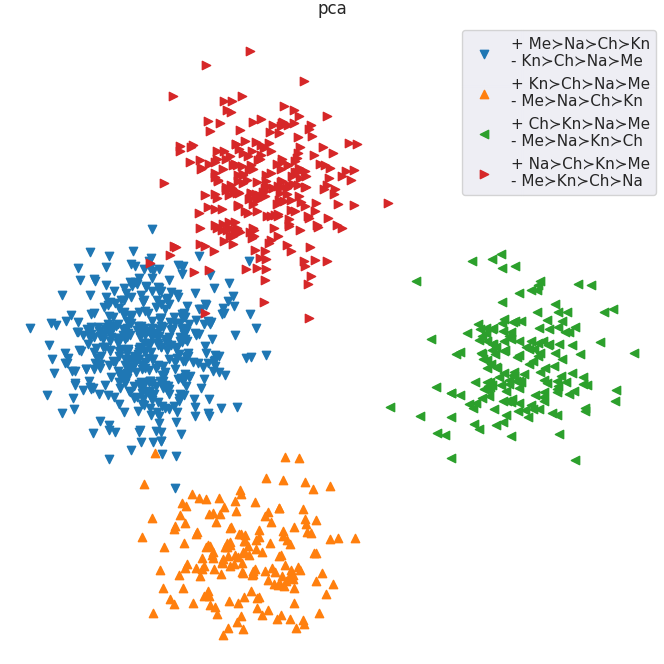 pca
+ Me≻Na≻Ch≻Kn
- Kn≻Ch≻Na≻Me
+ Kn≻Ch≻Na≻Me
- Me≻Na≻Ch≻Kn
+ Ch≻Kn≻Na≻Me
- Me≻Na≻Kn≻Ch
+ Na≻Ch≻Kn≻Me
- Me≻Kn≻Ch≻Na